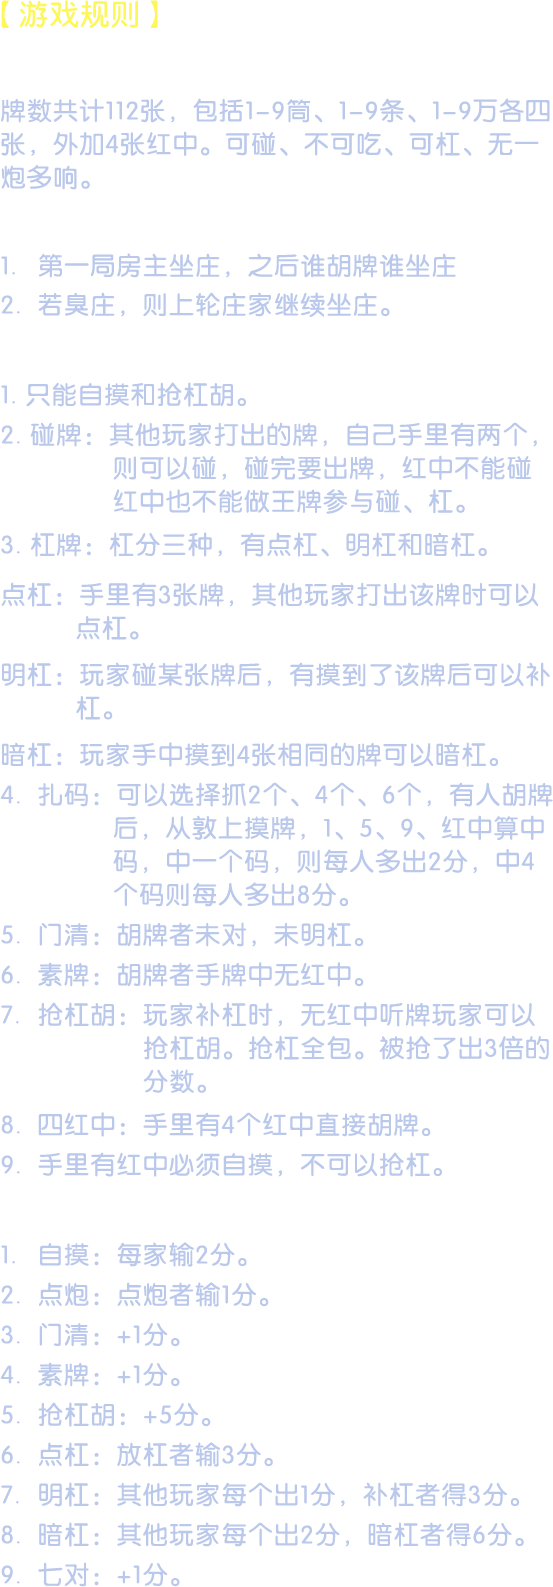 【游戏规则】
牌数共计112张，包括1-9筒、1-9条、1-9万各四
张，外加4张红中。可碰、不可吃、可杠、无一
炮多响。
1. 第一局房主坐庄，之后谁胡牌谁坐庄
2. 若臭庄，则上轮庄家继续坐庄。
1. 只能自摸和抢杠胡。
2. 碰牌：其他玩家打出的牌，自己手里有两个，
则可以碰，碰完要出牌，红中不能碰
红中也不能做王牌参与碰、杠。
3. 杠牌：杠分三种，有点杠、明杠和暗杠。
点杠：手里有3张牌，其他玩家打出该牌时可以
点杠。
明杠：玩家碰某张牌后，有摸到了该牌后可以补
杠。
暗杠：玩家手中摸到4张相同的牌可以暗杠。
4. 扎码：可以选择抓2个、4个、6个，有人胡牌
后，从敦上摸牌，1、5、9、红中算中
码，中一个码，则每人多出2分，中4
个码则每人多出8分。
5. 门清：胡牌者未对，未明杠。
6. 素牌：胡牌者手牌中无红中。
7. 抢杠胡：玩家补杠时，无红中听牌玩家可以
抢杠胡。抢杠全包。被抢了出3倍的
分数。
8. 四红中：手里有4个红中直接胡牌。
9. 手里有红中必须自摸，不可以抢杠。
1. 自摸：每家输2分。
2. 点炮：点炮者输1分。
3. 门清：+1分。
4. 素牌：+1分。
5. 抢杠胡：+5分。
6. 点杠：放杠者输3分。
7. 明杠：其他玩家每个出1分，补杠者得3分。
8. 暗杠：其他玩家每个出2分，暗杠者得6分。
9. 七对：+1分。